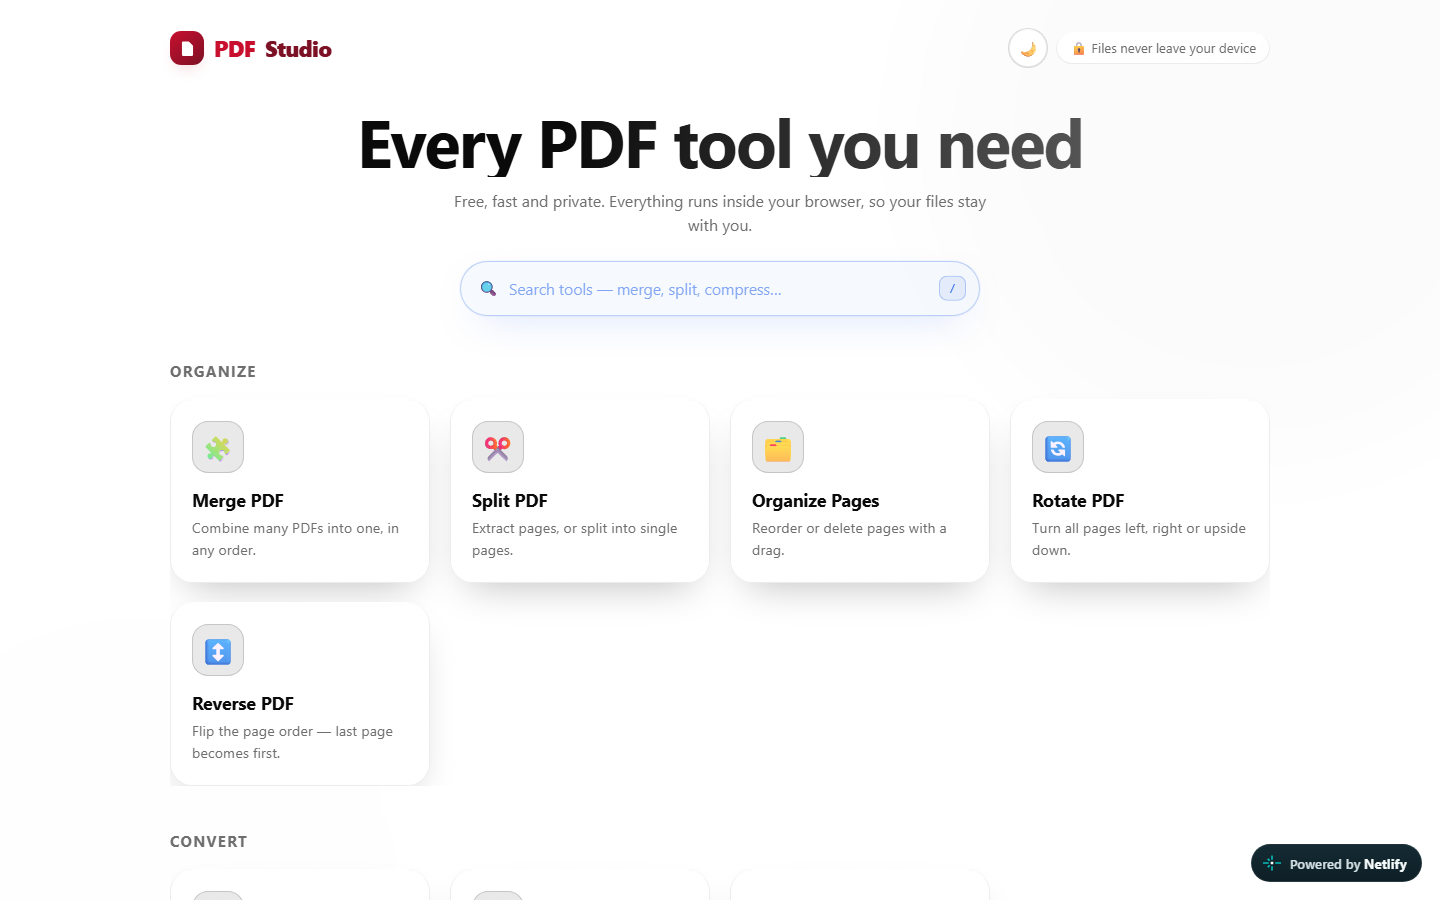 PDF Studio
Files never leave your device
Every PDF tool you need
Free, fast and private. Everything runs inside your browser, so your files stay
with you.
Search tools — merge, split, compress...
/
ORGANIZE
Merge PDF
Combine many PDFs into one, in
any order.
Split PDF
Extract pages, or split into single
pages.
Organize Pages
Reorder or delete pages with a
drag.
Rotate PDF
Turn all pages left, right or upside
down.
Reverse PDF
Flip the page order — last page
becomes first.
CONVERT
Powered by Netlify